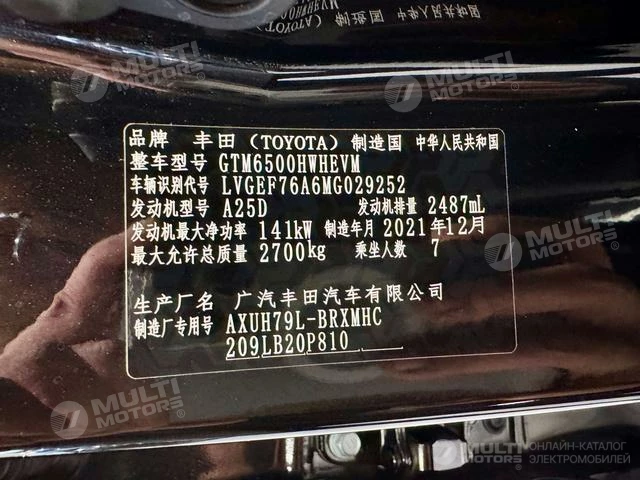 品牌 丰田(TOYOTA) 制造国 中华人民共和国
整车型号 GTM6500HWHEVM
车辆识别代号 LVGEF76A6MG029252
发动机型号 A25D 发动机排量 2487mL
发动机最大净功率 141kW 制造年月 2021年12月
最大允许总质量 2700kg 乘坐人数 7
生产厂名 广汽丰田汽车有限公司
制造厂专用号 AXUH79L-BRXMHC
209LB20P810
MULTI MOTORS
MULTI MOTORS
MULTI MOTORS
MULTI MOTORS
MULTI MOTORS
ОНЛАЙН-КАТАЛОГ
ЭЛЕКТРОМОБИЛЕЙ